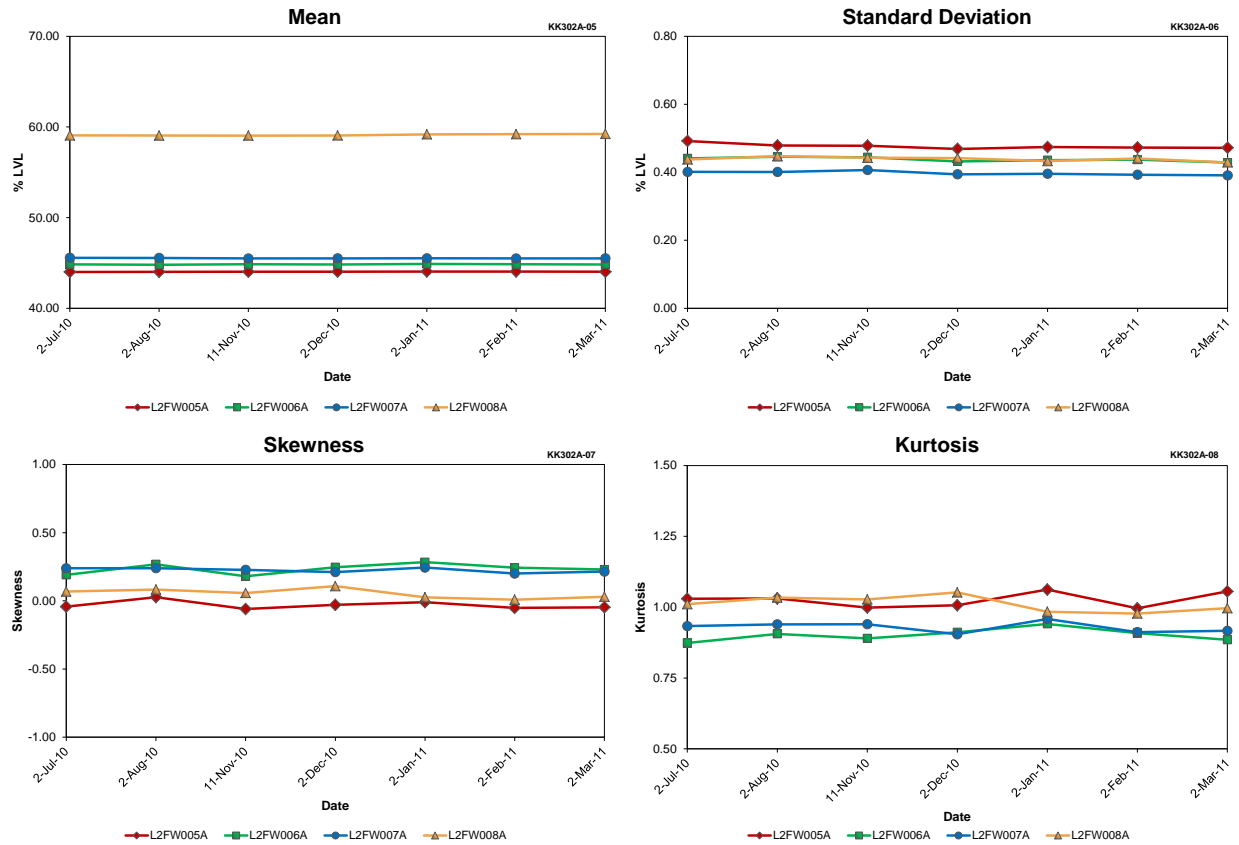 Mean
KK302A-05
% LVL
70.00
60.00
50.00
40.00
2-Jul-10
2-Aug-10
11-Nov-10
2-Dec-10
2-Jan-11
2-Feb-11
2-Mar-11
Date
L2FW005A L2FW006A L2FW007A L2FW008A
Standard Deviation
KK302A-06
% LVL
0.80
0.60
0.40
0.20
0.00
2-Jul-10
2-Aug-10
11-Nov-10
2-Dec-10
2-Jan-11
2-Feb-11
2-Mar-11
Date
L2FW005A L2FW006A L2FW007A L2FW008A
Skewness
KK302A-07
Skewness
1.00
0.50
0.00
-0.50
-1.00
2-Jul-10
2-Aug-10
11-Nov-10
2-Dec-10
2-Jan-11
2-Feb-11
2-Mar-11
Date
L2FW005A L2FW006A L2FW007A L2FW008A
Kurtosis
KK302A-08
Kurtosis
1.50
1.25
1.00
0.75
0.50
2-Jul-10
2-Aug-10
11-Nov-10
2-Dec-10
2-Jan-11
2-Feb-11
2-Mar-11
Date
L2FW005A L2FW006A L2FW007A L2FW008A